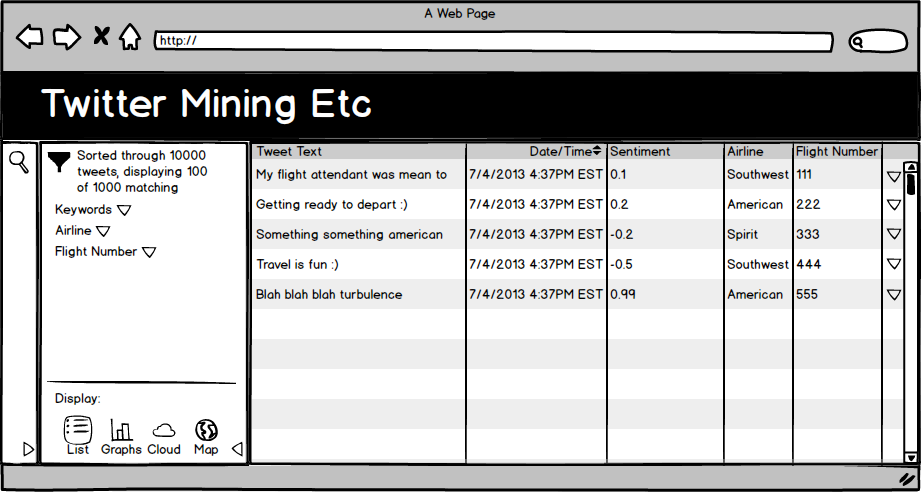 A Web Page
http://
Twitter Mining Etc
Sorted through 10000
tweets, displaying 100
of 1000 matching
Keywords
Airline
Flight Number
Display:
List Graphs Cloud Map
Tweet Text Date/Time Sentiment Airline Flight Number
My flight attendant was mean to 7/4/2013 4:37PM EST 0.1 Southwest 111
Getting ready to depart :) 7/4/2013 4:37PM EST 0.2 American 222
Something something american 7/4/2013 4:37PM EST -0.2 Spirit 333
Travel is fun :) 7/4/2013 4:37PM EST -0.5 Southwest 444
Blah blah blah turbulence 7/4/2013 4:37PM EST 0.99 American 555